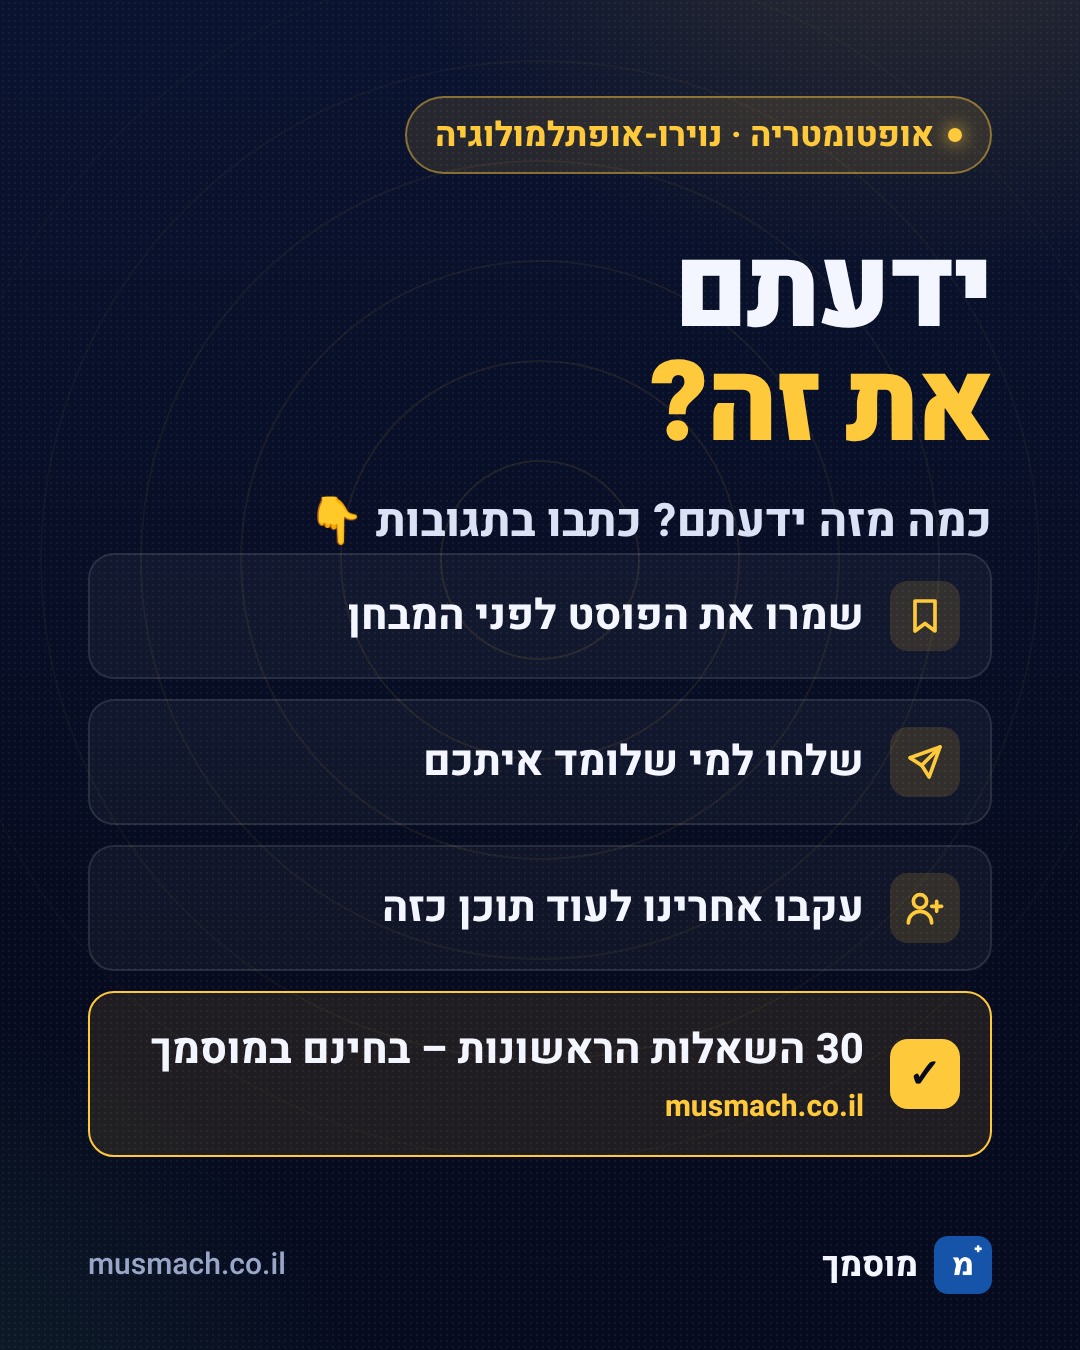 אופטומטריה · נוירו-אופתלמולוגיה
ידעתם
את זה?
כמה מזה ידעתם? כתבו בתגובות 👇
שמרו את הפוסט לפני המבחן
שלחו למי שלומד איתכם
עקבו אחרינו לעוד תוכן כזה
30 השאלות הראשונות – בחינם במוסמך
musmach.co.il
מ
מוסמך
musmach.co.il